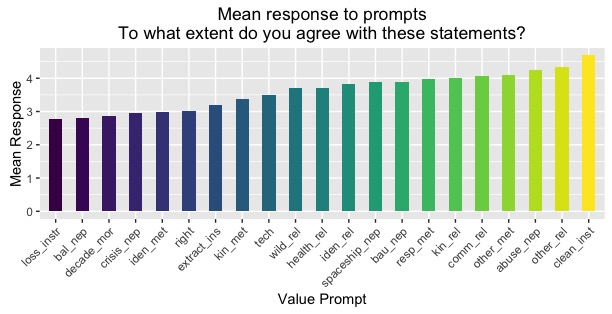 Mean response to prompts
To what extent do you agree with these statements?
Mean Response
4
3
2
1
0
loss_instr
bal_nep
decade_mor
crisis_nep
iden_met
right
extract_ins
kin_met
tech
wild_rel
health_rel
iden_rel
spaceship_nep
bau_nep
resp_met
kin_rel
comm_rel
other_met
abuse_nep
other_rel
clean_inst
Value Prompt